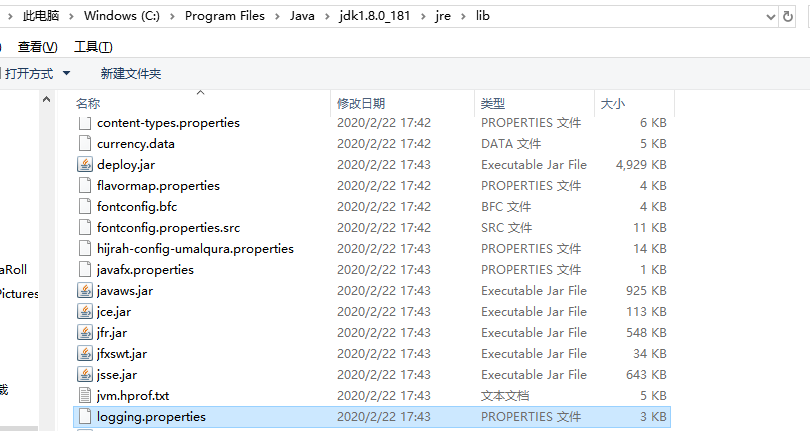 此电脑 > Windows (C:) > Program Files > Java > jdk1.8.0_181 > jre > lib
查看(V) 工具(T)
打开方式 新建文件夹
名称 修改日期 类型 大小
content-types.properties 2020/2/22 17:42 PROPERTIES 文件 6 KB
currency.data 2020/2/22 17:42 DATA 文件 5 KB
deploy.jar 2020/2/22 17:43 Executable Jar File 4,929 KB
flavormap.properties 2020/2/22 17:42 PROPERTIES 文件 4 KB
fontconfig.bfc 2020/2/22 17:42 BFC 文件 4 KB
fontconfig.properties.src 2020/2/22 17:42 SRC 文件 11 KB
hijrah-config-umalqura.properties 2020/2/22 17:43 PROPERTIES 文件 14 KB
javafx.properties 2020/2/22 17:43 PROPERTIES 文件 1 KB
aRoll
javaws.jar 2020/2/22 17:43 Executable Jar File 925 KB
Pictures
jce.jar 2020/2/22 17:43 Executable Jar File 113 KB
jfr.jar 2020/2/22 17:43 Executable Jar File 548 KB
jfxswt.jar 2020/2/22 17:43 Executable Jar File 34 KB
jsse.jar 2020/2/22 17:43 Executable Jar File 643 KB
载
jvm.hprof.txt 2020/2/22 17:43 文本文档 5 KB
logging.properties 2020/2/22 17:43 PROPERTIES 文件 3 KB